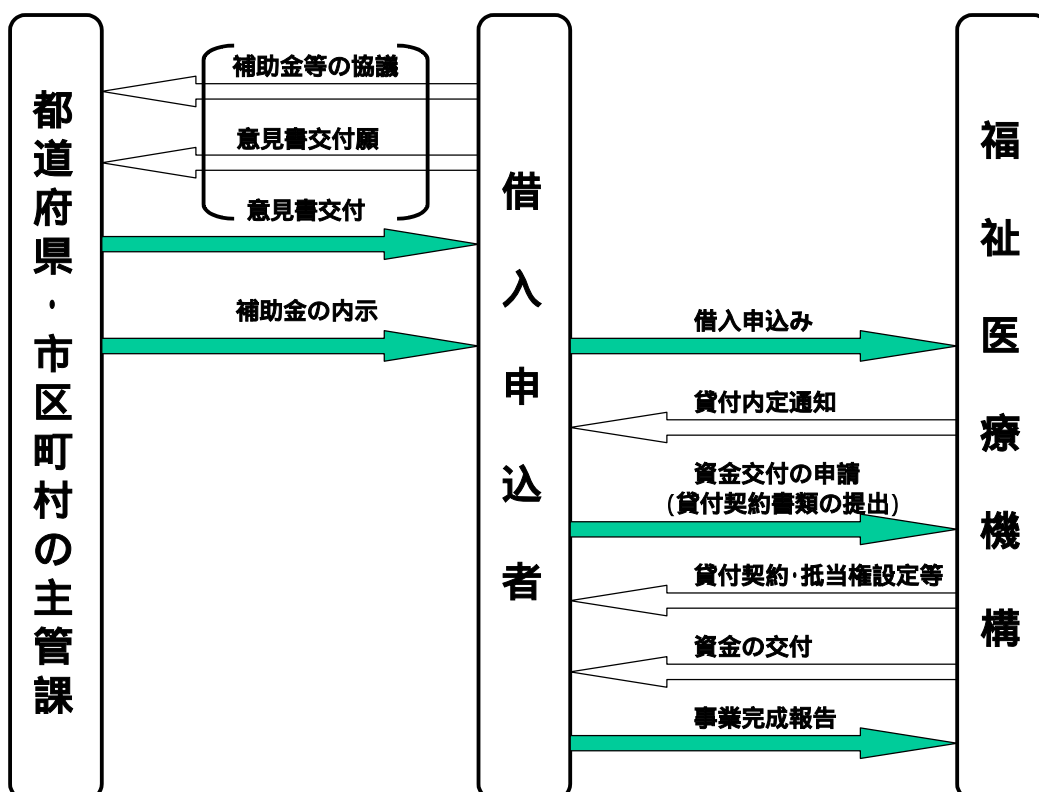 都道府県・市区町村の主管課
補助金等の協議
意見書交付願
意見書交付
補助金の内示
借入申込者
借入申込み
貸付内定通知
資金交付の申請
(貸付契約書類の提出)
貸付契約・抵当権設定等
資金の交付
事業完成報告
福祉医療機構